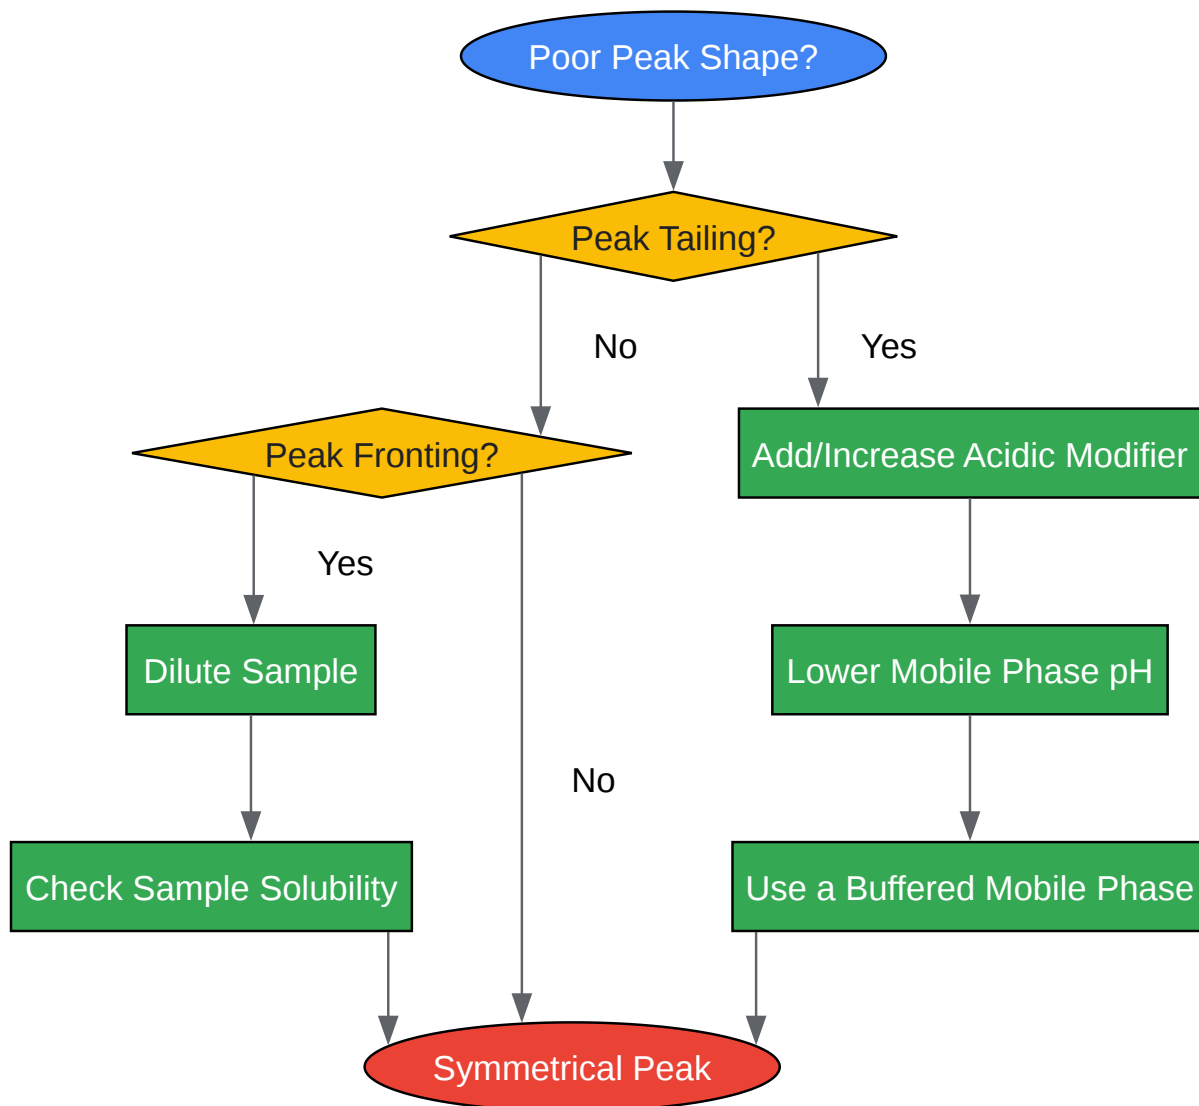 Poor Peak Shape?
Peak Tailing?
No
Yes
Peak Fronting?
Add/Increase Acidic Modifier
Yes
Dilute Sample
Lower Mobile Phase pH
No
Check Sample Solubility
Use a Buffered Mobile Phase
Symmetrical Peak